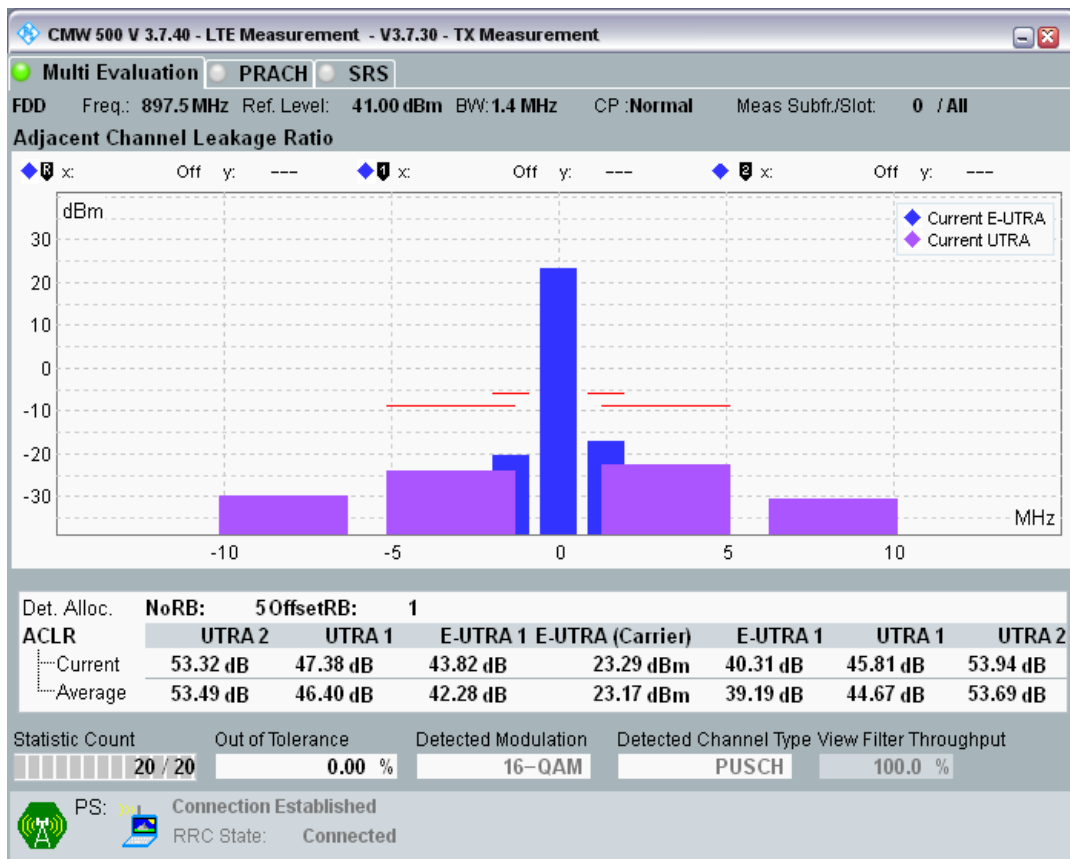 CMW 500 V 3.7.40 - LTE Measurement - V3.7.30 - TX Measurement
Multi Evaluation PRACH SRS
FDD Freq.: 897.5 MHz Ref. Level: 41.00 dBm BW: 1.4 MHz CP :Normal Meas Subfr./Slot: 0 / All
Adjacent Channel Leakage Ratio
R x: Off y: --- 1 x: Off y: --- 2 x: Off y: ---
dBm
Current E-UTRA
Current UTRA
30
20
10
0
-10
-20
-30
MHz
-10 -5 0 5 10
Det. Alloc. NoRB: 5 OffsetRB: 1
ACLR UTRA 2 UTRA 1 E-UTRA 1 E-UTRA (Carrier) E-UTRA 1 UTRA 1 UTRA 2
Current 53.32 dB 47.38 dB 43.82 dB 23.29 dBm 40.31 dB 45.81 dB 53.94 dB
Average 53.49 dB 46.40 dB 42.28 dB 23.17 dBm 39.19 dB 44.67 dB 53.69 dB
Statistic Count Out of Tolerance Detected Modulation Detected Channel Type View Filter Throughput
20 / 20 0.00 % 16-QAM PUSCH 100.0 %
PS: Connection Established
RRC State: Connected